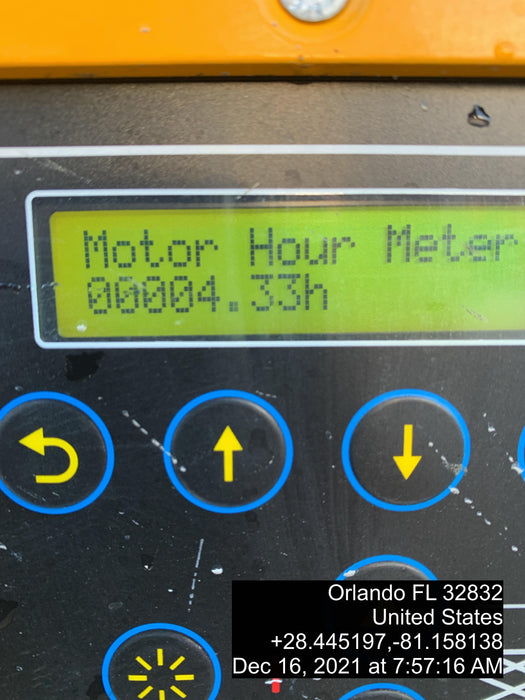 Motor Hour Meter
00004.33h
Orlando FL 32832
United States
+28.445197,-81.158138
Dec 16, 2021 at 7:57:16 AM